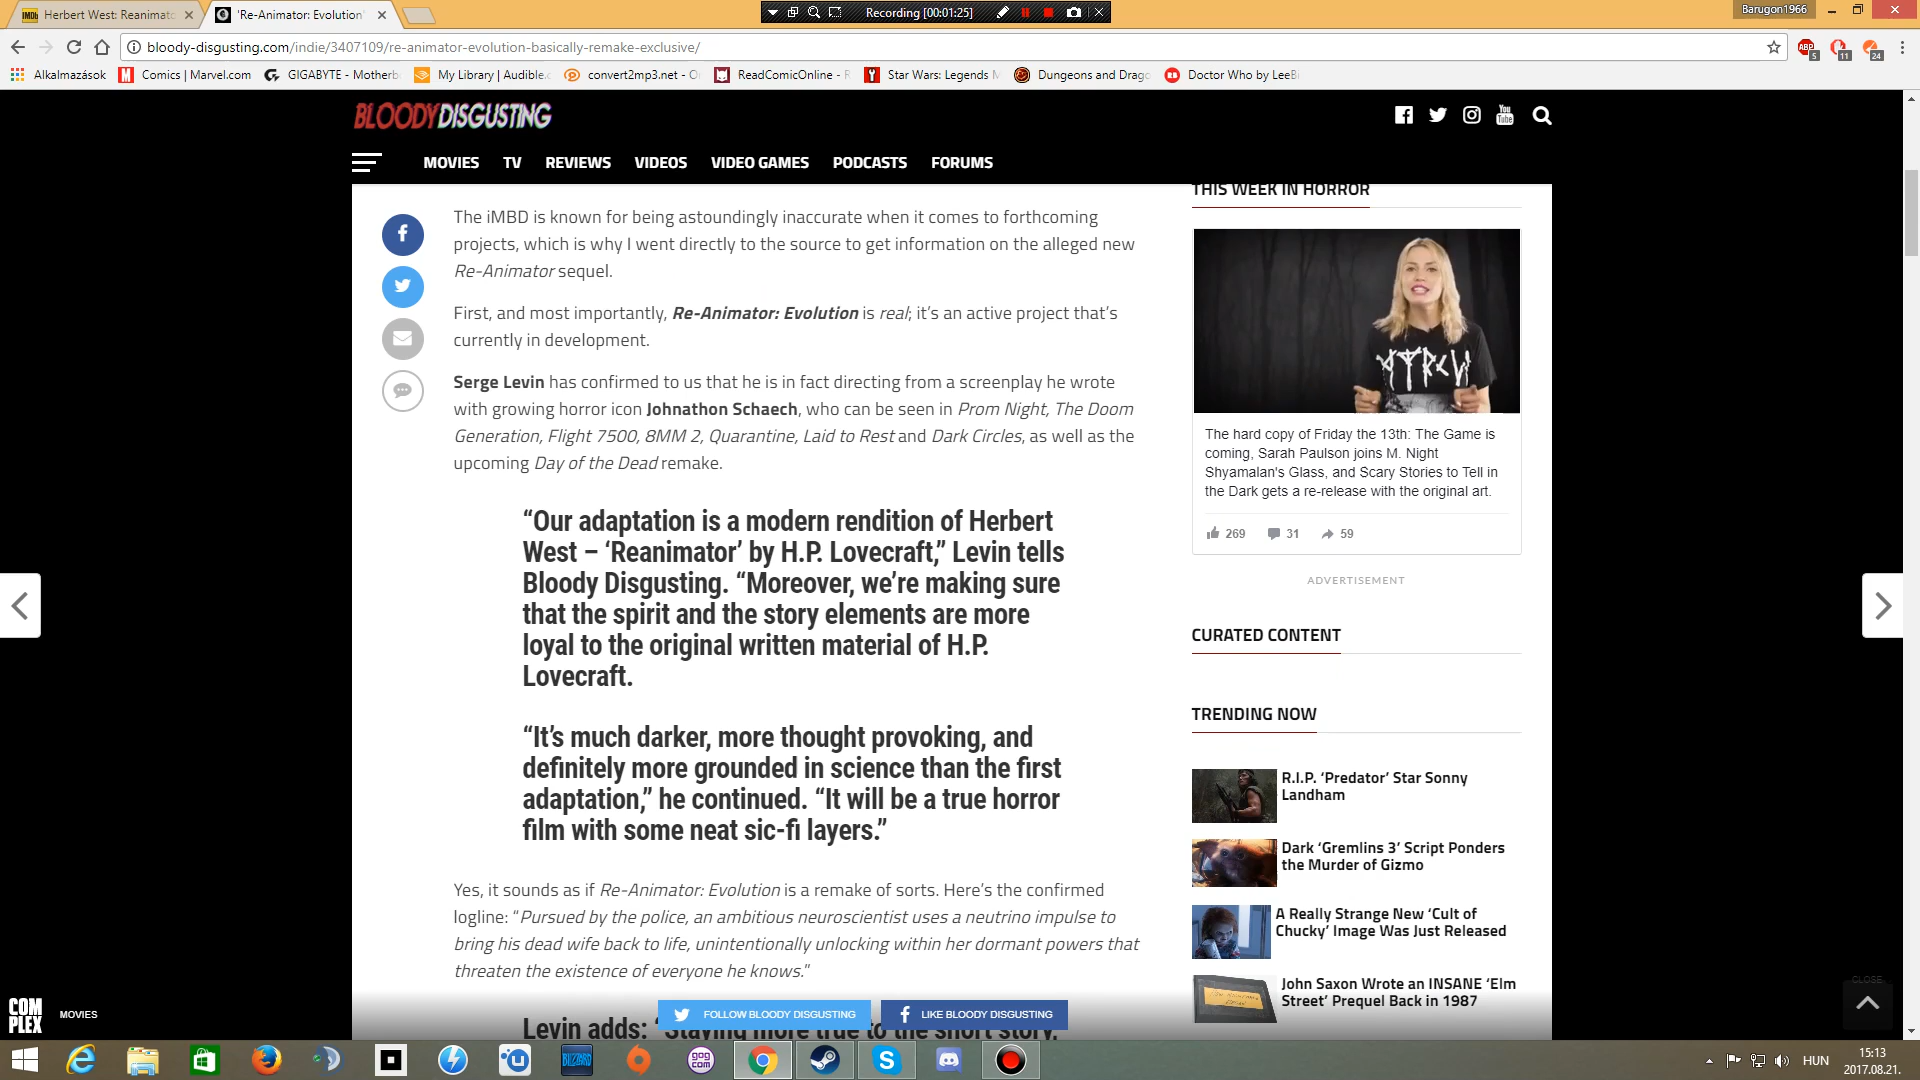 Herbert West: Reanimato
'Re-Animator: Evolution'
Recording [00:01:25]
Barugon1966
bloody-disgusting.com/indie/3407109/re-animator-evolution-basically-remake-exclusive/
ABP
5
11
24
Alkalmazások
Comics | Marvel.com
GIGABYTE - Motherb
My Library | Audible.c
convert2mp3.net - O
ReadComicOnline - R
Star Wars: Legends M
Dungeons and Drago
Doctor Who by LeeB
BLOODY DISGUSTING
MOVIES TV REVIEWS VIDEOS VIDEO GAMES PODCASTS FORUMS
The iMBD is known for being astoundingly inaccurate when it comes to forthcoming
projects, which is why I went directly to the source to get information on the alleged new
Re-Animator sequel.
First, and most importantly, Re-Animator: Evolution is real; it's an active project that's
currently in development.
Serge Levin has confirmed to us that he is in fact directing from a screenplay he wrote
with growing horror icon Johnathon Schaech, who can be seen in Prom Night, The Doom
Generation, Flight 7500, 8MM 2, Quarantine, Laid to Rest and Dark Circles, as well as the
upcoming Day of the Dead remake.
“Our adaptation is a modern rendition of Herbert
West – ‘Reanimator’ by H.P. Lovecraft,” Levin tells
Bloody Disgusting. “Moreover, we’re making sure
that the spirit and the story elements are more
loyal to the original written material of H.P.
Lovecraft.
“It’s much darker, more thought provoking, and
definitely more grounded in science than the first
adaptation,” he continued. “It will be a true horror
film with some neat sic-fi layers.”
Yes, it sounds as if Re-Animator: Evolution is a remake of sorts. Here’s the confirmed
logline: “Pursued by the police, an ambitious neuroscientist uses a neutrino impulse to
bring his dead wife back to life, unintentionally unlocking within her dormant powers that
threaten the existence of everyone he knows.”
Levin adds: “Staying more true to the short story,
THIS WEEK IN HORROR
The hard copy of Friday the 13th: The Game is
coming, Sarah Paulson joins M. Night
Shyamalan's Glass, and Scary Stories to Tell in
the Dark gets a re-release with the original art.
269 31 59
ADVERTISEMENT
CURATED CONTENT
TRENDING NOW
R.I.P. ‘Predator’ Star Sonny
Landham
Dark ‘Gremlins 3’ Script Ponders
the Murder of Gizmo
A Really Strange New ‘Cult of
Chucky’ Image Was Just Released
John Saxon Wrote an INSANE ‘Elm
Street’ Prequel Back in 1987
CLOSE
COM
PLEX
MOVIES
FOLLOW BLOODY DISGUSTING
LIKE BLOODY DISGUSTING
BLIZZARD
gog
com
HUN
15:13
2017.08.21.